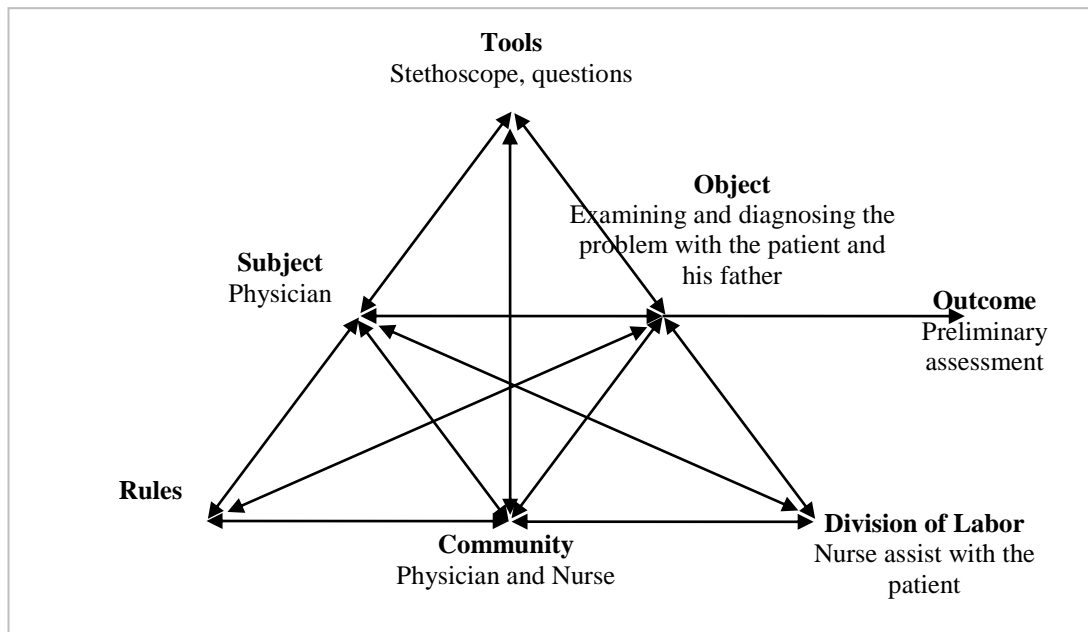 Tools
Stethoscope, questions
Object
Examining and diagnosing the
problem with the patient and
his father
Subject
Physician
Outcome
Preliminary
assessment
Rules
Community
Physician and Nurse
Division of Labor
Nurse assist with the
patient